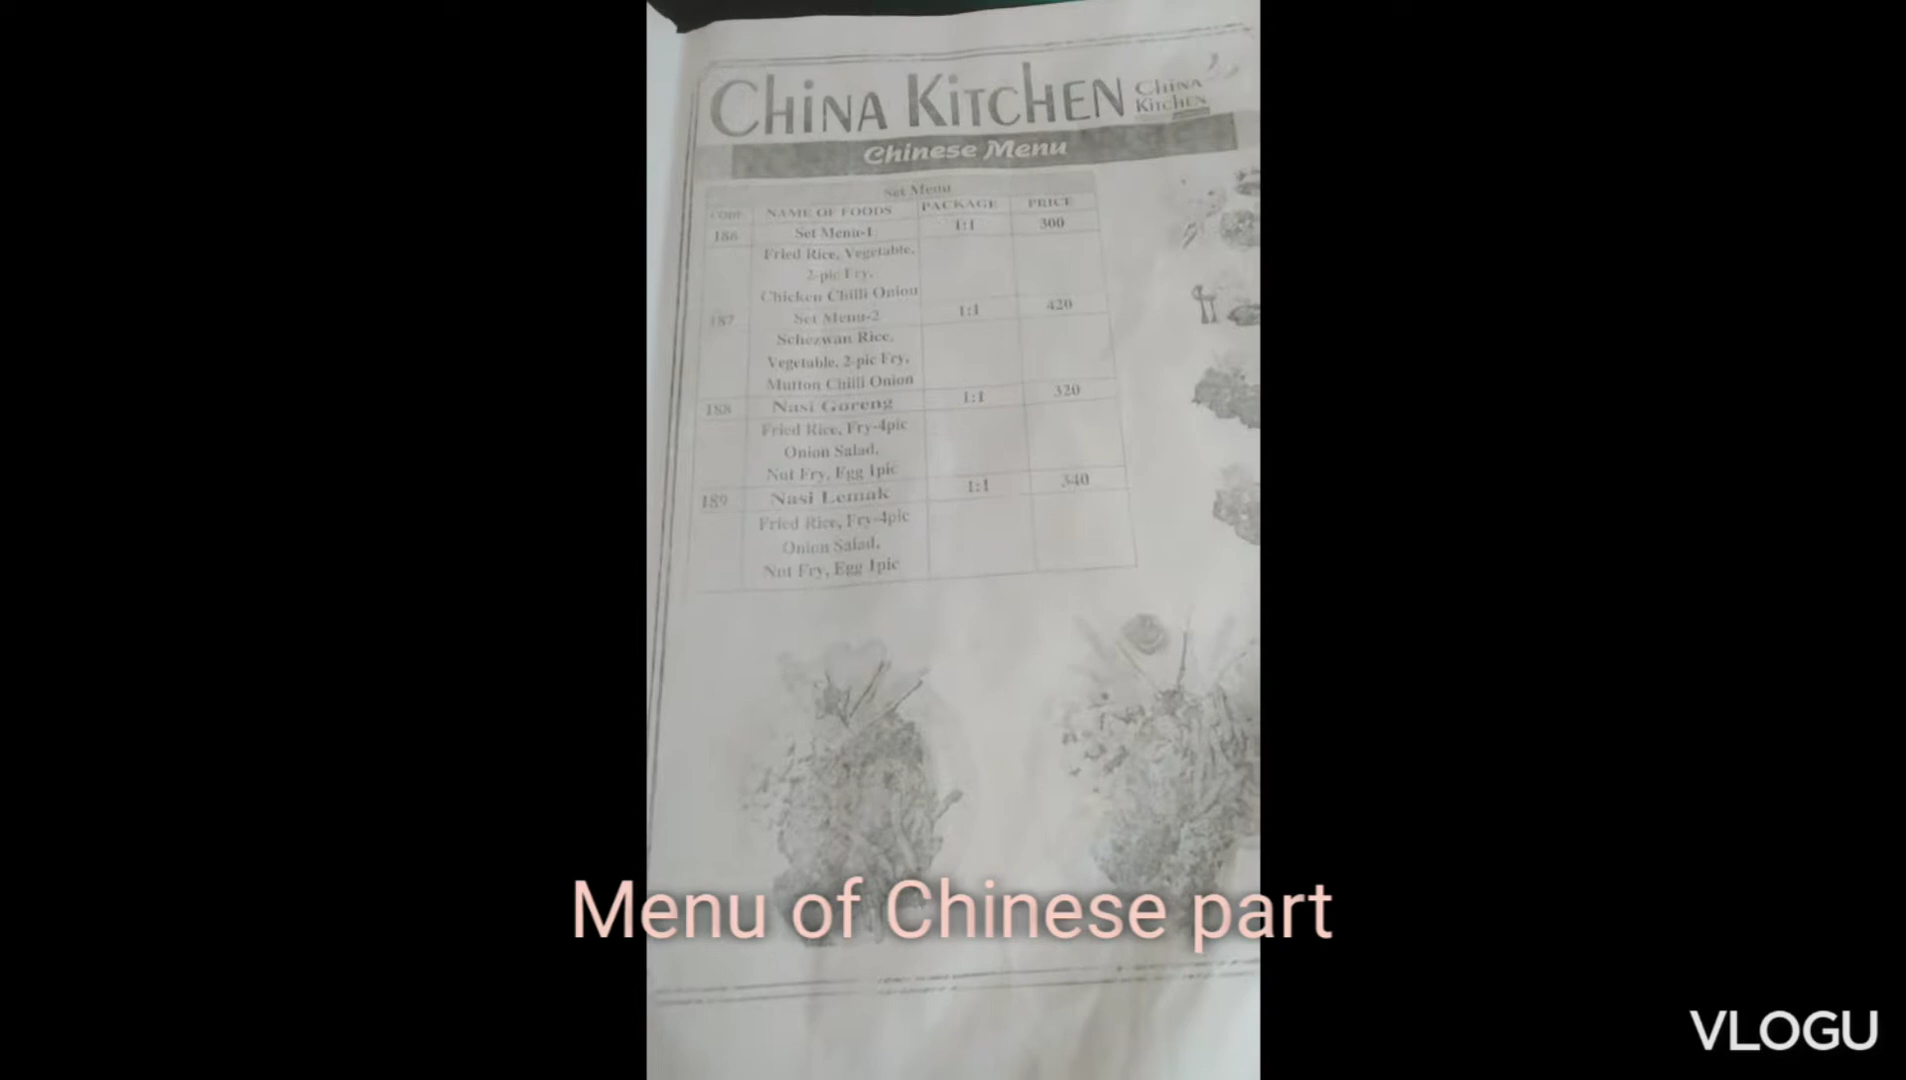 CHINA KITCHEN
CHINA
KITCHEN
Chinese Menu
Set Menu
CODE NAME OF FOODS PACKAGE PRICE
186 Set Menu-1 1:1 300
Fried Rice, Vegetable,
2-pic Fry,
Chicken Chilli Onion
187 Set Menu-2 1:1 420
Schezwan Rice,
Vegetable, 2-pic Fry,
Mutton Chilli Onion
188 Nasi Goreng 1:1 320
Fried Rice, Fry-4pic
Onion Salad,
Nut Fry, Egg 1pic
189 Nasi Lemak 1:1 340
Fried Rice, Fry-4pic
Onion Salad,
Nut Fry, Egg 1pic
Menu of Chinese part
VLOGU